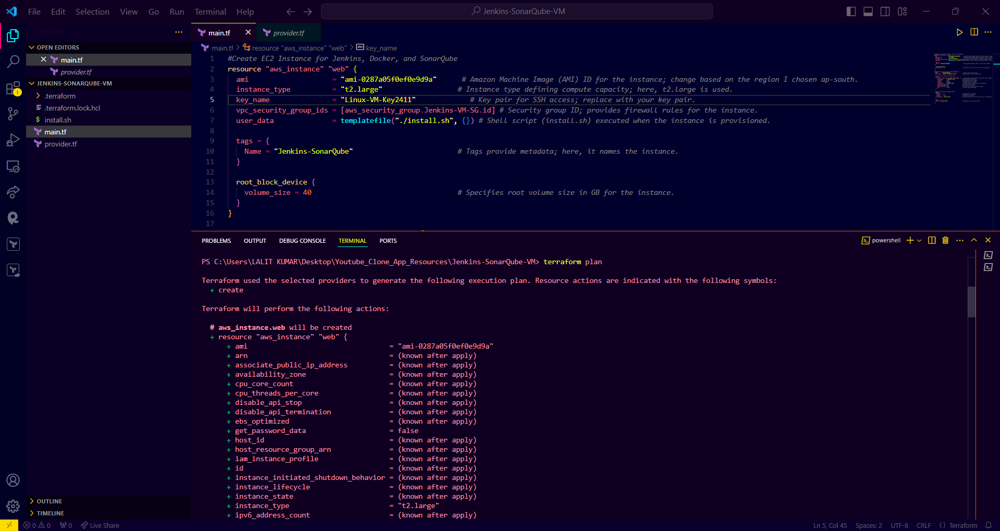 File Edit Selection View Go Run Terminal Help
Jenkins-SonarQube-VM
EXPLORER
OPEN EDITORS
main.tf
provider.tf
JENKINS-SONARQUBE-VM
.terraform
.terraform.lock.hcl
install.sh
main.tf
provider.tf
OUTLINE
TIMELINE
1
main.tf
provider.tf
main.tf > resource "aws_instance" "web" > key_name
1 #Create EC2 Instance for Jenkins, Docker, and SonarQube
2 resource "aws_instance" "web" {
3 ami = "ami-0287a05f0ef0e9d9a" # Amazon Machine Image (AMI) ID for the instance; change based on the region I chosen ap-south.
4 instance_type = "t2.large" # Instance type defining compute capacity; here, t2.large is used.
5 key_name = "Linux-VM-Key2411" # Key pair for SSH access; replace with your key pair.
6 vpc_security_group_ids = [aws_security_group.Jenkins-VM-SG.id] # Security group ID; provides firewall rules for the instance.
7 user_data = templatefile("./install.sh", {}) # Shell script (install.sh) executed when the instance is provisioned.
8
9 tags = {
10 Name = "Jenkins-SonarQube" # Tags provide metadata; here, it names the instance.
11 }
12
13 root_block_device {
14 volume_size = 40 # Specifies root volume size in GB for the instance.
15 }
16 }
17
PROBLEMS OUTPUT DEBUG CONSOLE TERMINAL PORTS
powershell
PS C:\Users\LALIT KUMAR\Desktop\Youtube_Clone_App_Resources\Jenkins-SonarQube-VM> terraform plan
Terraform used the selected providers to generate the following execution plan. Resource actions are indicated with the following symbols:
+ create
Terraform will perform the following actions:
# aws_instance.web will be created
+ resource "aws_instance" "web" {
+ ami = "ami-0287a05f0ef0e9d9a"
+ arn = (known after apply)
+ associate_public_ip_address = (known after apply)
+ availability_zone = (known after apply)
+ cpu_core_count = (known after apply)
+ cpu_threads_per_core = (known after apply)
+ disable_api_stop = (known after apply)
+ disable_api_termination = (known after apply)
+ ebs_optimized = (known after apply)
+ get_password_data = false
+ host_id = (known after apply)
+ host_resource_group_arn = (known after apply)
+ iam_instance_profile = (known after apply)
+ id = (known after apply)
+ instance_initiated_shutdown_behavior = (known after apply)
+ instance_lifecycle = (known after apply)
+ instance_state = (known after apply)
+ instance_type = "t2.large"
+ ipv6_address_count = (known after apply)
0 0 0 Live Share
Ln 5, Col 45 Spaces: 2 UTF-8 CRLF {} Terraform